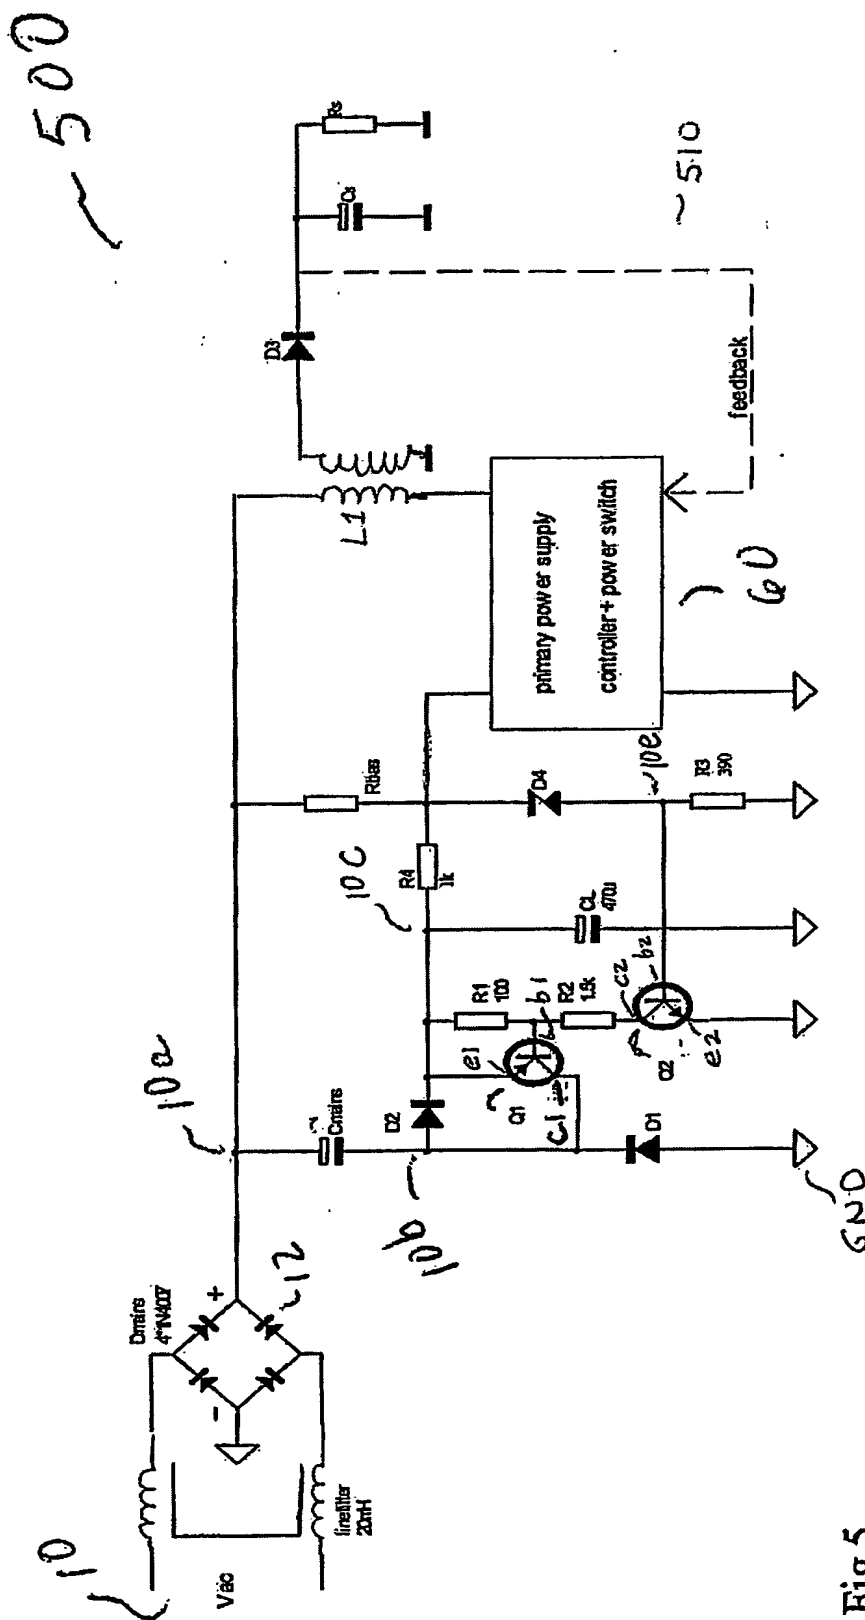 500
10
Vac
linefilter
20mH
Dmains
4*1N4007
+
-
12
10a
Cmains
10b
D2
D1
GND
Q1
e1
b1
c1
R1
100
R2
1.5k
c2
b2
e2
Q2
10c
R4
1k
CL
470u
Rbias
D4
10e
R3
390
L1
primary power supply
controller + power switch
60
D3
Cs
Rs
feedback
510
Fig 5